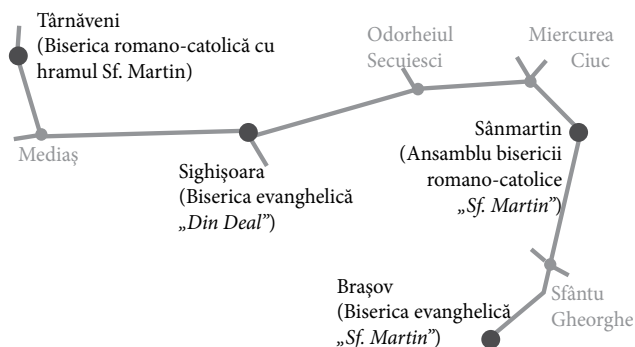 Târnăveni
(Biserica romano-catolică cu
hramul Sf. Martin)
Odorheiul
Secuiesci
Miercurea
Ciuc
Mediaș
Sighișoara
(Biserica evanghelică
„Din Deal”)
Sânmartin
(Ansamblu bisericii
romano-catolice
„Sf. Martin”)
Brașov
(Biserica evanghelică
„Sf. Martin”)
Sfântu
Gheorghe